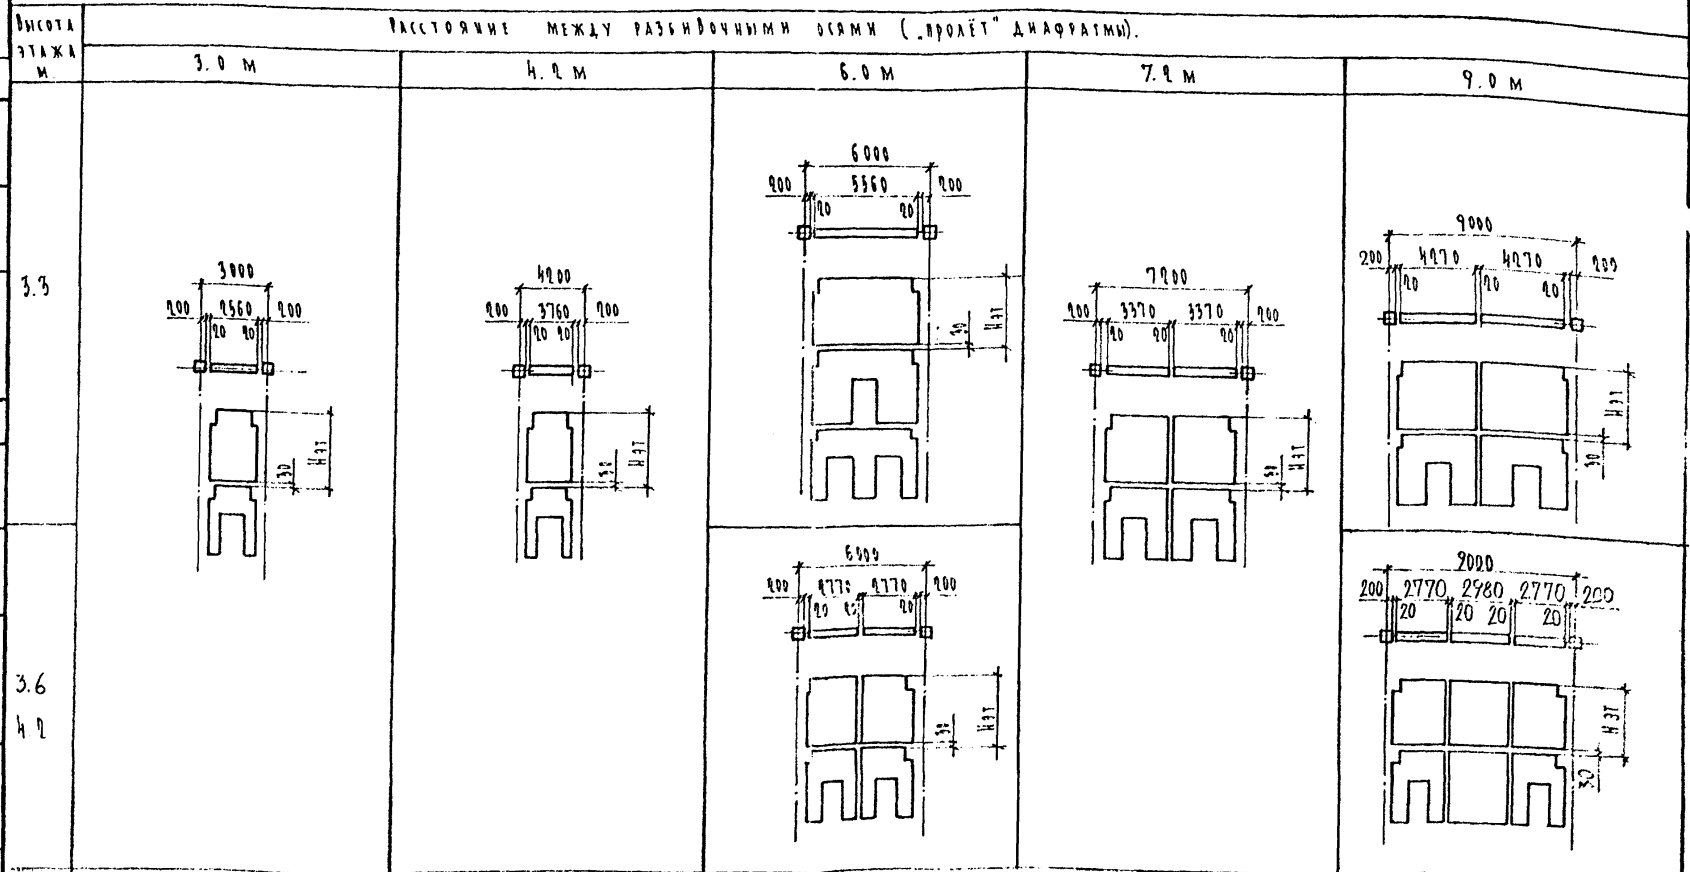 Высота этажа м
Расстояние между разбивочными осями („пролёт" диафрагмы).
3.0 м
4.2 м
6.0 м
7.2 м
9.0 м
3.3
3000
200 2560 200
20 20
30
Нэт
4200
200 3760 200
20 20
30
Нэт
6000
200 5560 200
20 20
30
Нэт
7200
200 3370 3370 200
20 20 20
30
Нэт
9000
200 4270 4270 200
20 20 20
Нэт
30
3.6
4.2
6000
200 2770 2770 200
20 20 20
30
Нэт
9000
200 2770 2980 2770 200
20 20 20 20
Нэт
30